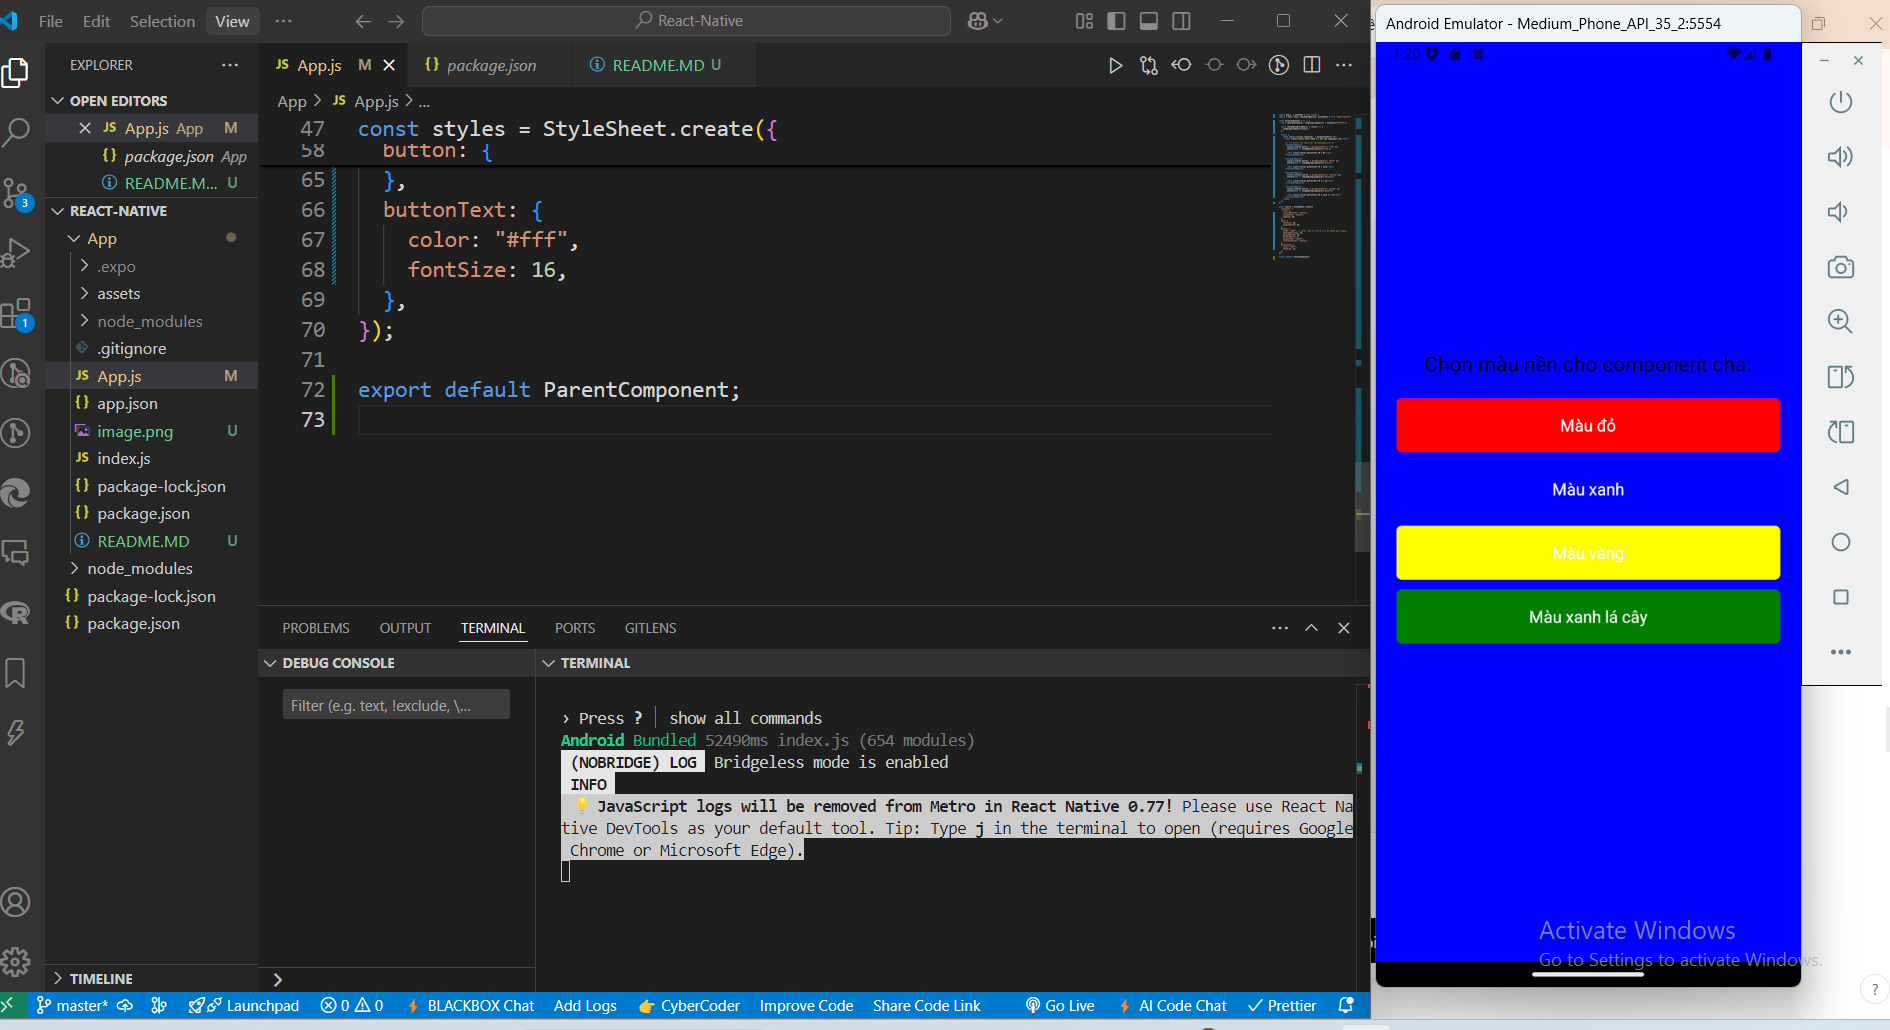 File Edit Selection View ··· React-Native
EXPLORER
OPEN EDITORS
App.js App M
package.json App
README.M... U
REACT-NATIVE
App
.expo
assets
node_modules
.gitignore
App.js M
app.json
image.png U
index.js
package-lock.json
package.json
README.MD U
node_modules
package-lock.json
package.json
TIMELINE
3
1
App.js M package.json README.MD U
App > App.js > ...
47 const styles = StyleSheet.create({
58 button: {
65 },
66 buttonText: {
67 color: "#fff",
68 fontSize: 16,
69 },
70 });
71
72 export default ParentComponent;
73
PROBLEMS OUTPUT TERMINAL PORTS GITLENS
DEBUG CONSOLE
Filter (e.g. text, !exclude, \...
TERMINAL
› Press ? │ show all commands
Android Bundled 52490ms index.js (654 modules)
(NOBRIDGE) LOG Bridgeless mode is enabled
INFO
💡 JavaScript logs will be removed from Metro in React Native 0.77! Please use React Na
tive DevTools as your default tool. Tip: Type j in the terminal to open (requires Google
Chrome or Microsoft Edge).
master* Launchpad 0 0 BLACKBOX Chat Add Logs CyberCoder Improve Code Share Code Link Go Live AI Code Chat Prettier
Android Emulator - Medium_Phone_API_35_2:5554
1:20
Chọn màu nền cho component cha:
Màu đỏ
Màu xanh
Màu vàng
Màu xanh lá cây
Activate Windows
Go to Settings to activate Windows.
?